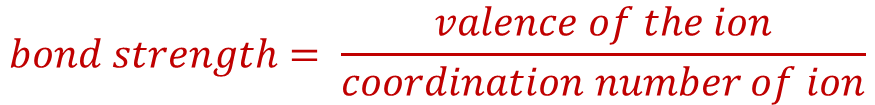 bond strength = valence of the ion / coordination number of ion